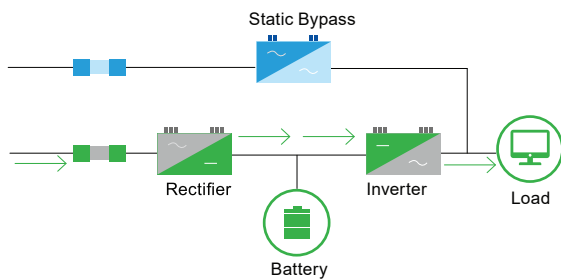 Static Bypass
Rectifier
Inverter
Load
Battery